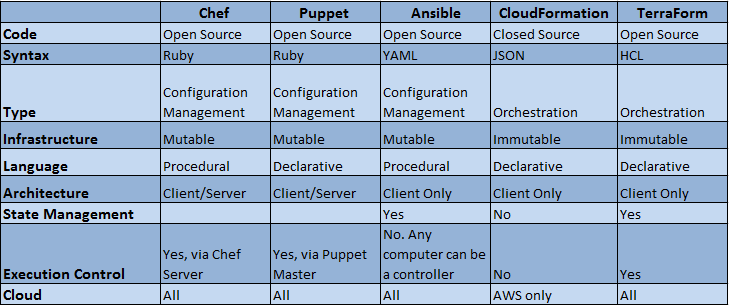 Chef Puppet Ansible CloudFormation TerraForm
Code Open Source Open Source Open Source Closed Source Open Source
Syntax Ruby Ruby YAML JSON HCL
Type Configuration Management Configuration Management Configuration Management Orchestration Orchestration
Infrastructure Mutable Mutable Mutable Immutable Immutable
Language Procedural Declarative Procedural Declarative Declarative
Architecture Client/Server Client/Server Client Only Client Only Client Only
State Management Yes No Yes
Execution Control Yes, via Chef Server Yes, via Puppet Master No. Any computer can be a controller No Yes
Cloud All All All AWS only All